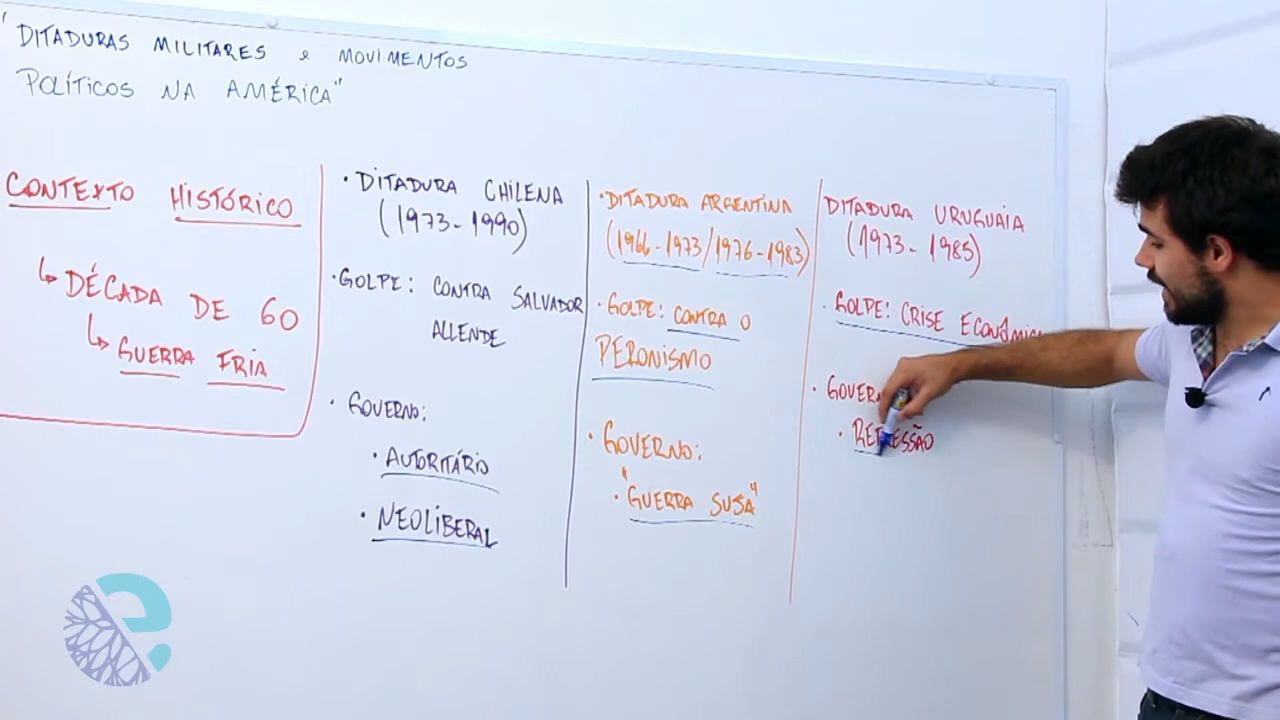 "DITADURAS MILITARES e MOVIMENTOS
POLÍTICOS NA AMÉRICA"
CONTEXTO HISTÓRICO
↳ DÉCADA DE 60
↳ GUERRA FRIA
• DITADURA CHILENA
(1973-1990)
• GOLPE: CONTRA SALVADOR
ALLENDE
• GOVERNO:
• AUTORITÁRIO
• NEOLIBERAL
• DITADURA ARGENTINA
(1966-1973/1976-1983)
• GOLPE: CONTRA O
PERONISMO
• GOVERNO:
• "GUERRA SUJA"
DITADURA URUGUAIA
(1973-1985)
• GOLPE: CRISE ECONÔMICA
• REPRESSÃO